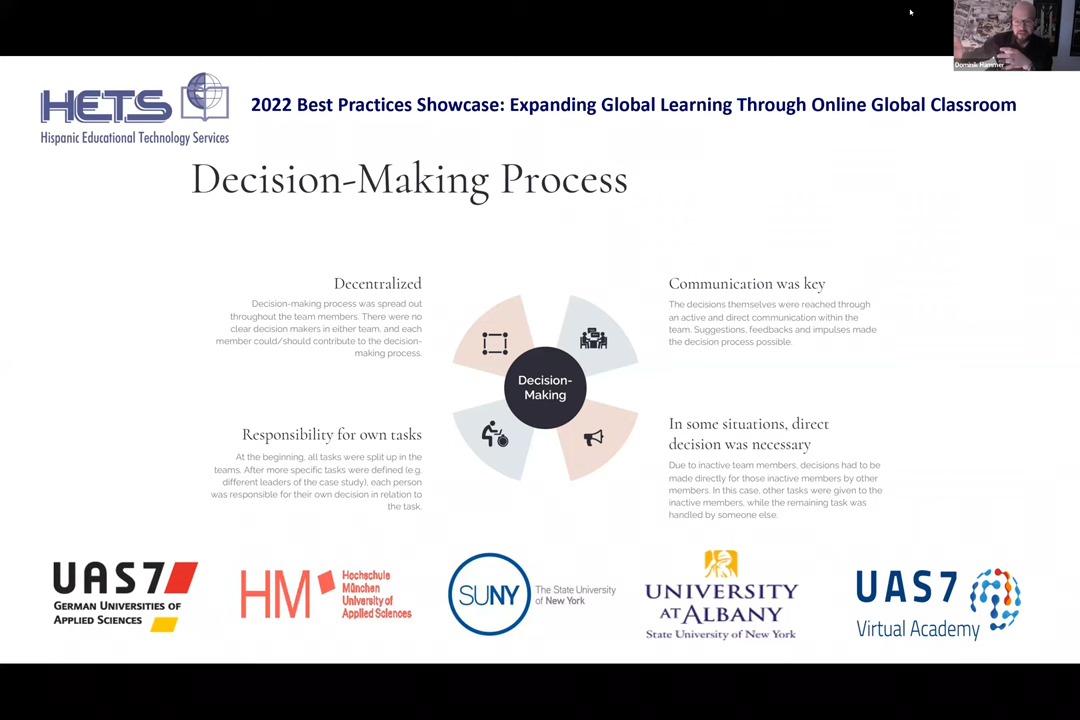 Dominik Hammer
HETS
Hispanic Educational Technology Services
2022 Best Practices Showcase: Expanding Global Learning Through Online Global Classroom
Decision-Making Process
Decentralized
Decision-making process was spread out
throughout the team members. There were no
clear decision makers in either team, and each
member could/should contribute to the decision-
making process.
Communication was key
The decisions themselves were reached through
an active and direct communication within the
team. Suggestions, feedbacks and impulses made
the decision process possible.
Decision-
Making
Responsibility for own tasks
At the beginning, all tasks were split up in the
teams. After more specific tasks were defined (e.g.
different leaders of the case study), each person
was responsible for their own decision in relation to
the task.
In some situations, direct
decision was necessary
Due to inactive team members, decisions had to be
made directly for those inactive members by other
members. In this case, other tasks were given to the
inactive members, while the remaining task was
handled by someone else.
UAS7
GERMAN UNIVERSITIES OF
APPLIED SCIENCES
HM
Hochschule
München
University of
Applied Sciences
SUNY
The State University
of New York
UNIVERSITY
AT ALBANY
State University of New York
UAS7
Virtual Academy